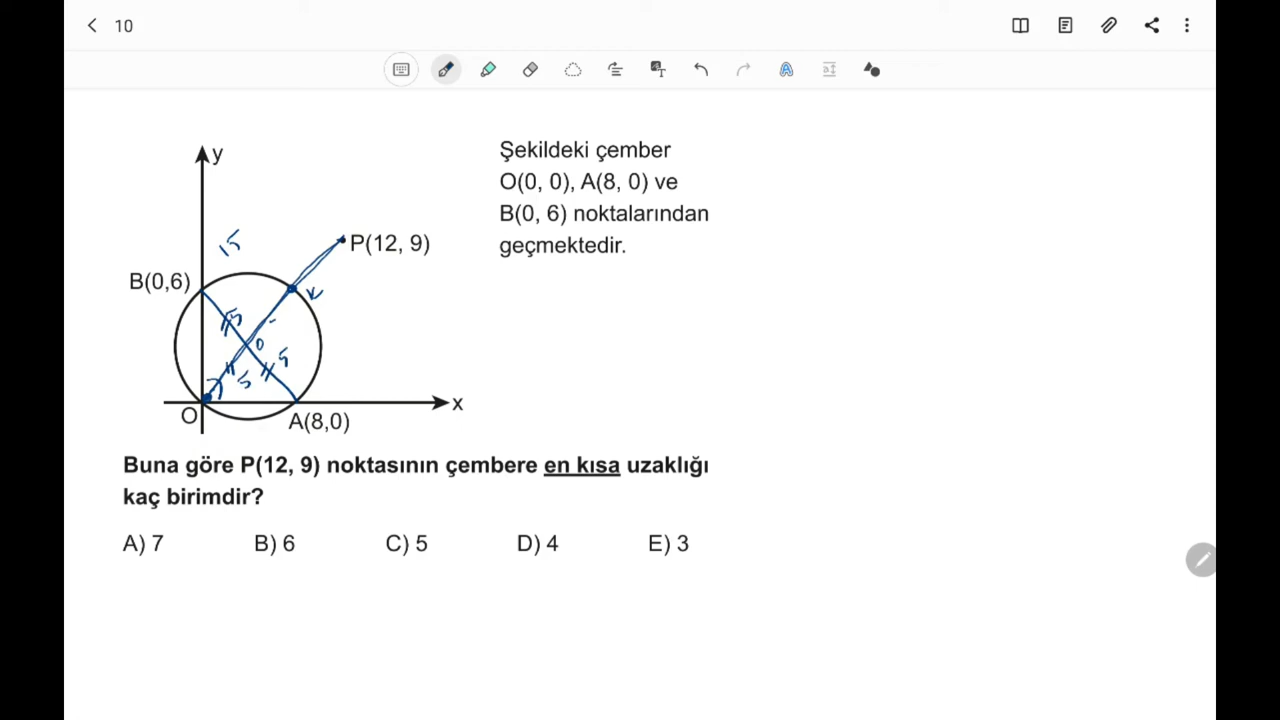 10
y
Şekildeki çember
O(0, 0), A(8, 0) ve
B(0, 6) noktalarından
geçmektedir.
15
P(12, 9)
B(0,6)
K
5
O
5
5
x
O
A(8,0)
Buna göre P(12, 9) noktasının çembere en kısa uzaklığı
kaç birimdir?
A) 7 B) 6 C) 5 D) 4 E) 3